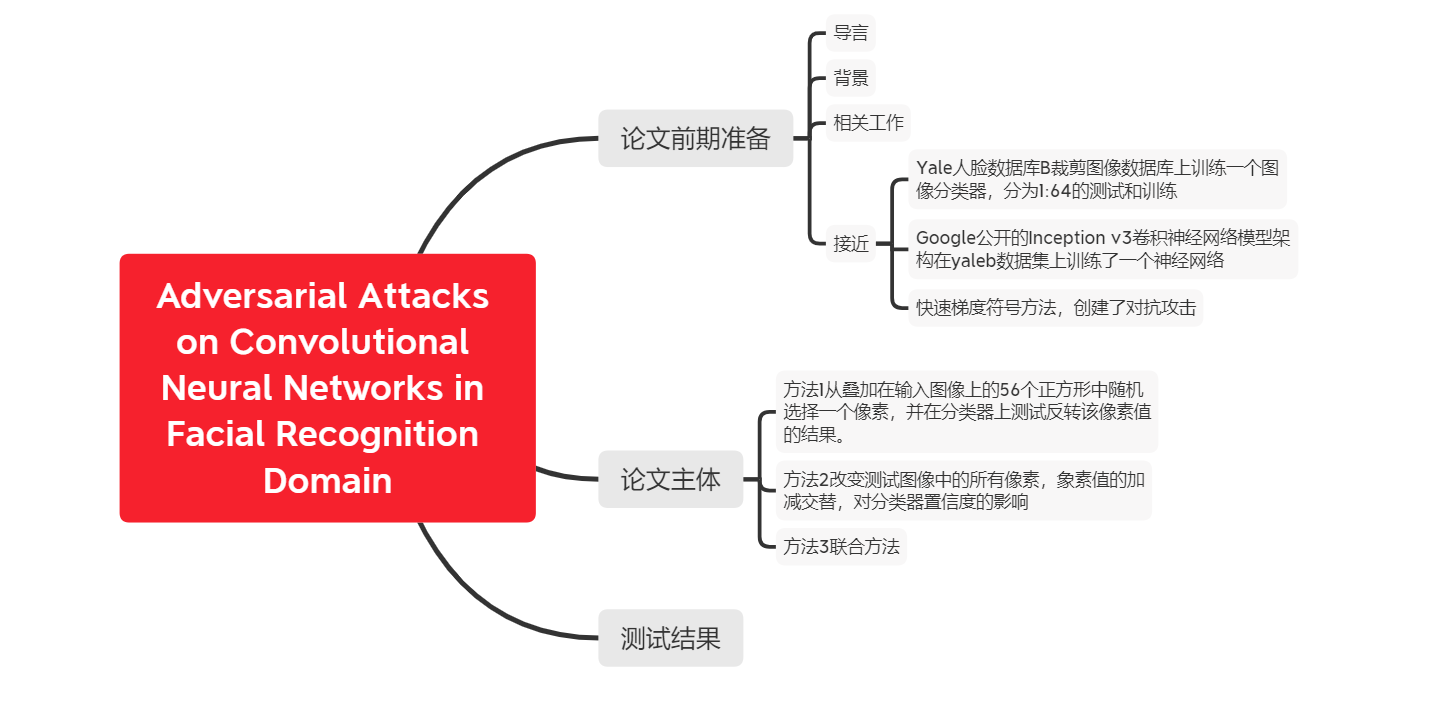 Adversarial Attacks
on Convolutional
Neural Networks in
Facial Recognition
Domain
论文前期准备
导言
背景
相关工作
接近
Yale人脸数据库B裁剪图像数据库上训练一个图
像分类器，分为1:64的测试和训练
Google公开的Inception v3卷积神经网络模型架
构在yaleb数据集上训练了一个神经网络
快速梯度符号方法，创建了对抗攻击
论文主体
方法1从叠加在输入图像上的56个正方形中随机
选择一个像素，并在分类器上测试反转该像素值
的结果。
方法2改变测试图像中的所有像素，象素值的加
减交替，对分类器置信度的影响
方法3联合方法
测试结果